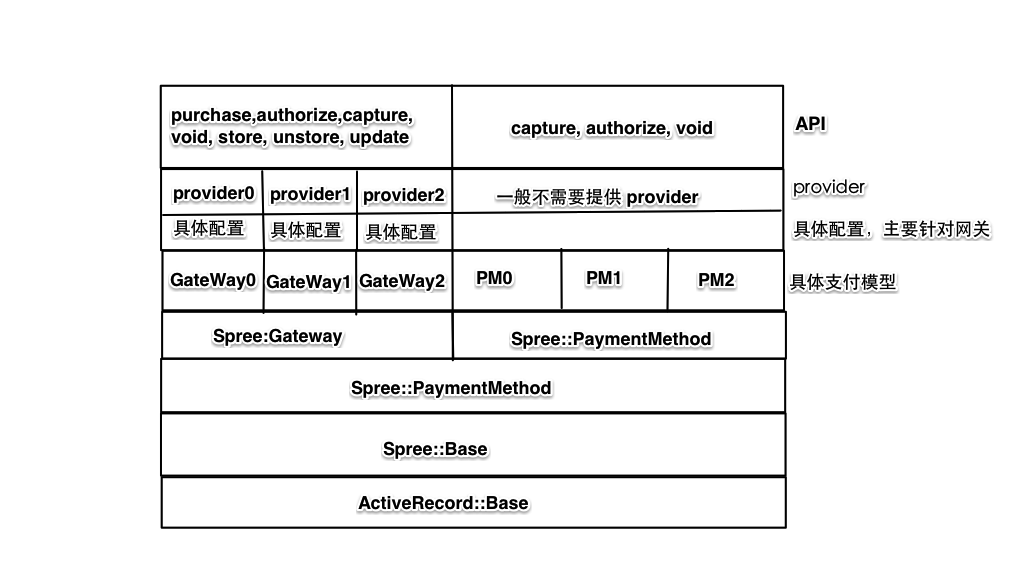 purchase,authorize,capture,
void, store, unstore, update
capture, authorize, void
API
provider0
provider1
provider2
一般不需要提供 provider
provider
具体配置
具体配置
具体配置
具体配置，主要针对网关
GateWay0
GateWay1
GateWay2
PM0
PM1
PM2
具体支付模型
Spree:Gateway
Spree::PaymentMethod
Spree::PaymentMethod
Spree::Base
ActiveRecord::Base